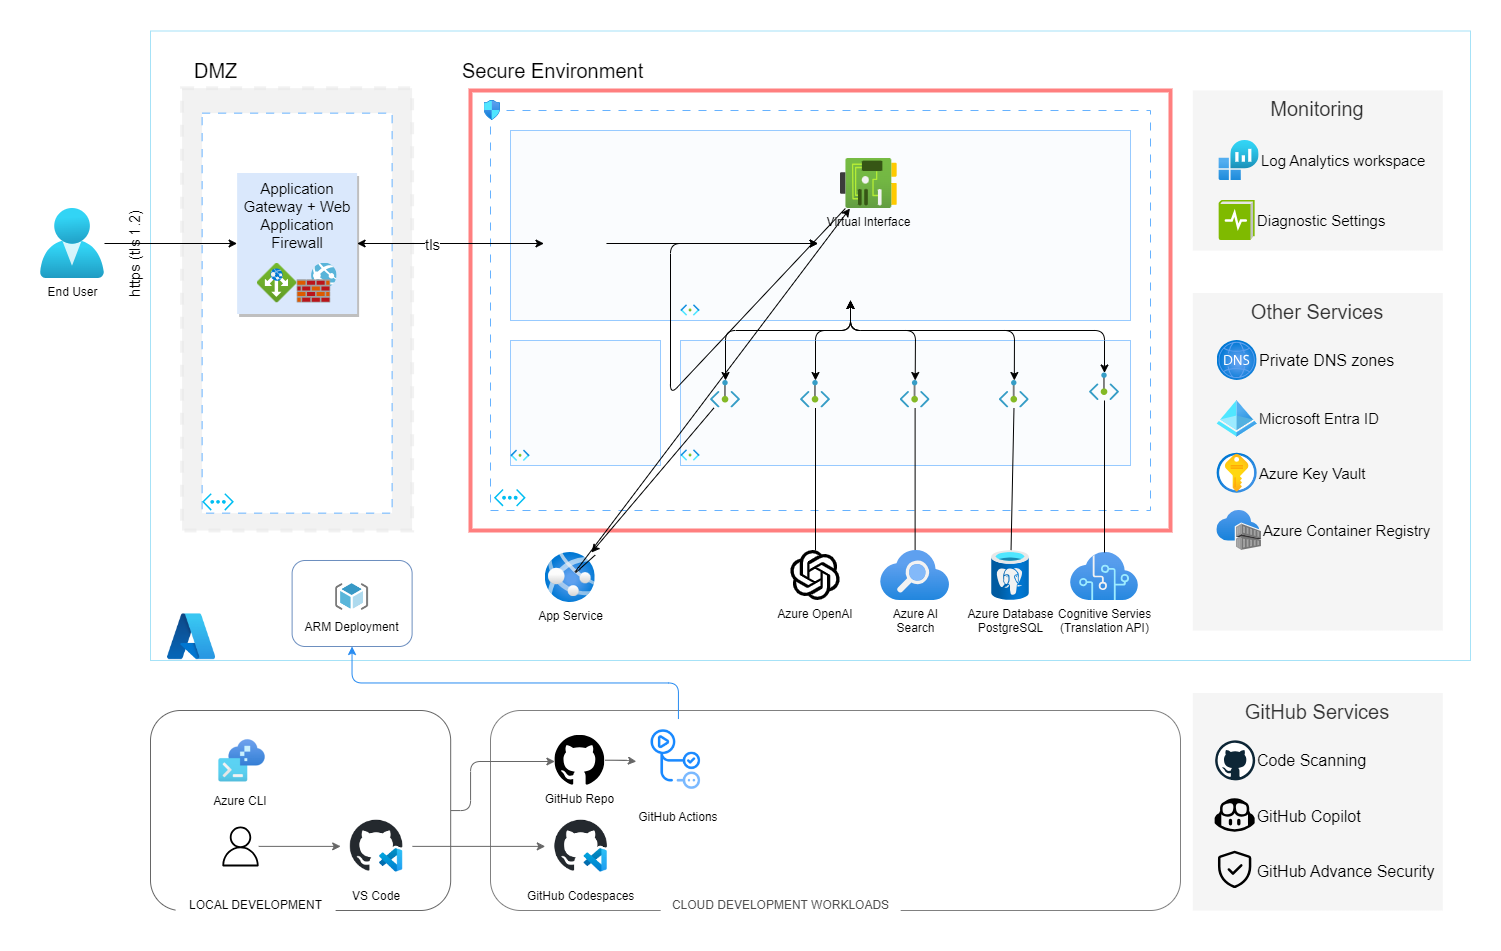 DMZ
Secure Environment
Monitoring
Log Analytics workspace
Diagnostic Settings
Application
Gateway + Web
Application
Firewall
End User
https (tls 1.2)
tls
Virtual Interface
Other Services
DNS
Private DNS zones
Microsoft Entra ID
Azure Key Vault
Azure Container Registry
App Service
Azure OpenAI
Azure AI
Search
Azure Database
PostgreSQL
Cognitive Servies
(Translation API)
ARM Deployment
Azure CLI
VS Code
LOCAL DEVELOPMENT
GitHub Repo
GitHub Actions
GitHub Codespaces
CLOUD DEVELOPMENT WORKLOADS
GitHub Services
Code Scanning
GitHub Copilot
GitHub Advance Security